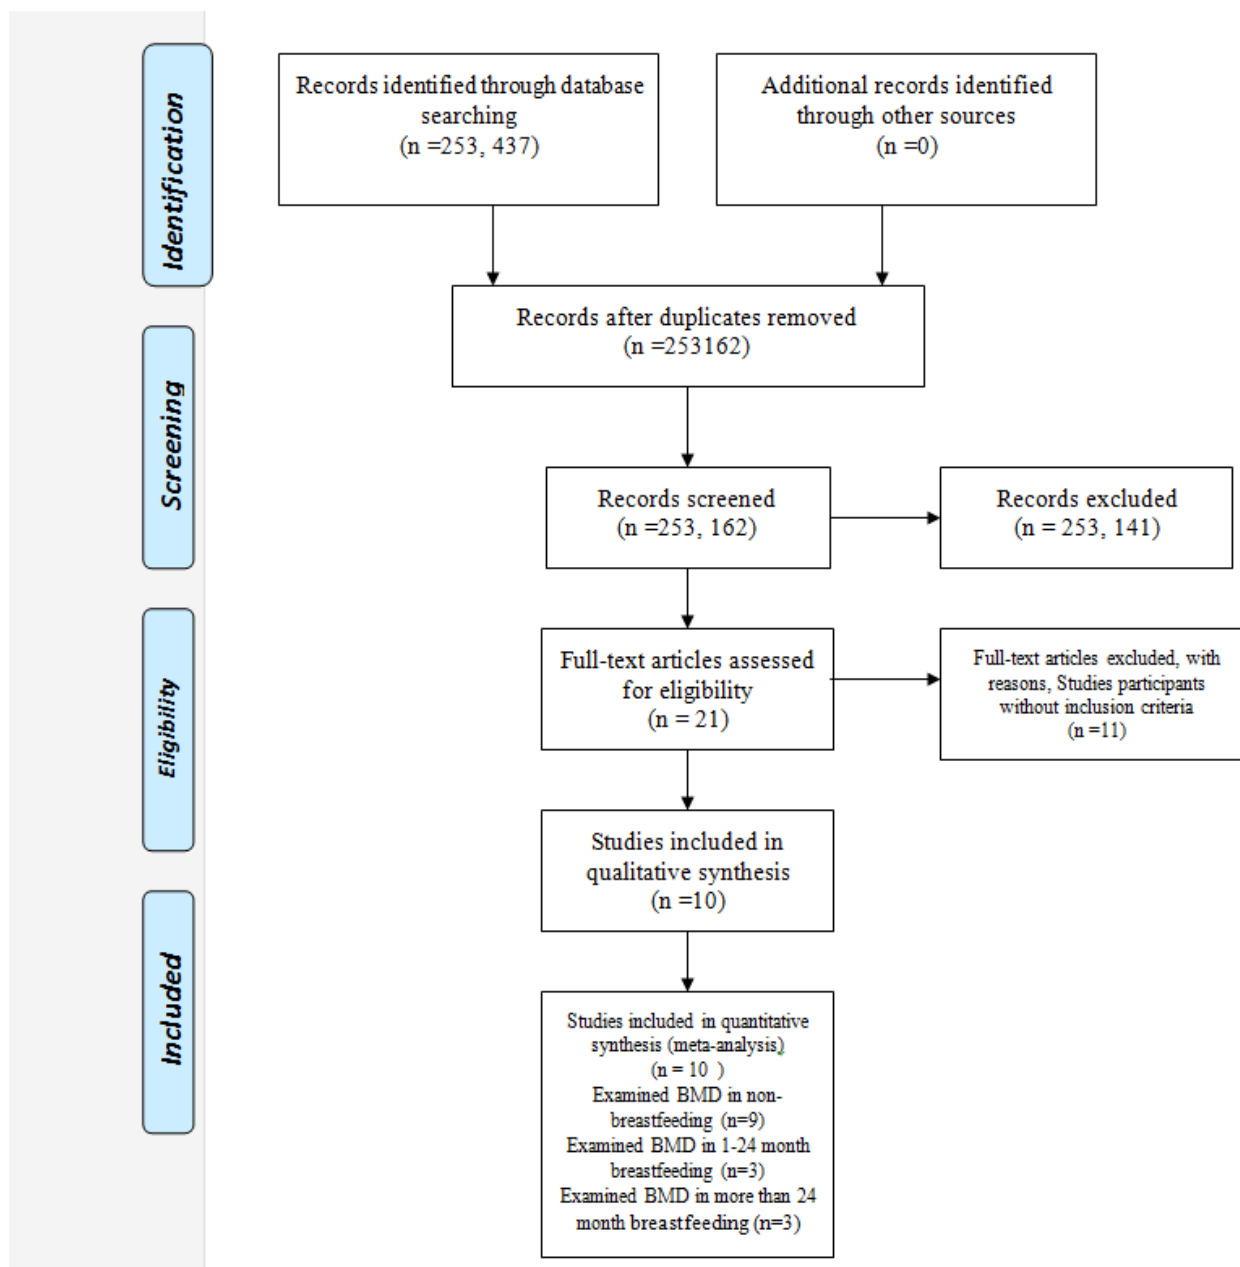 Identification
Records identified through database
searching
(n =253, 437)
Additional records identified
through other sources
(n =0)
Records after duplicates removed
(n =253162)
Screening
Records screened
(n =253, 162)
Records excluded
(n = 253, 141)
Eligibility
Full-text articles assessed
for eligibility
(n = 21)
Full-text articles excluded, with
reasons, Studies participants
without inclusion criteria
(n =11)
Studies included in
qualitative synthesis
(n =10)
Included
Studies included in quantitative
synthesis (meta-analysis)
(n = 10 )
Examined BMD in non-
breastfeeding (n=9)
Examined BMD in 1-24 month
breastfeeding (n=3)
Examined BMD in more than 24
month breastfeeding (n=3)